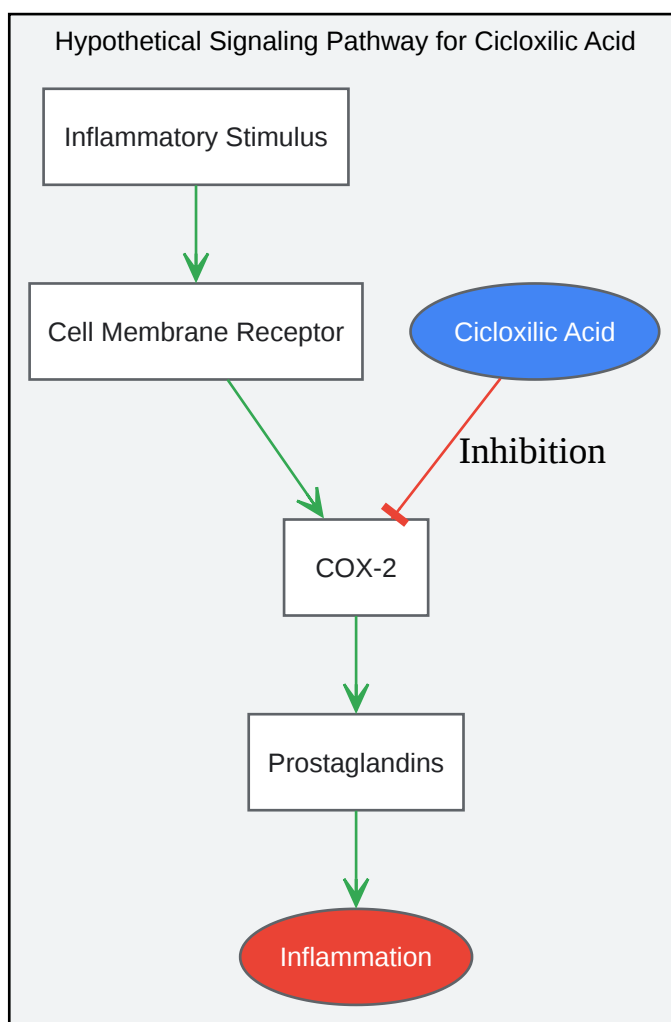 Hypothetical Signaling Pathway for Cicloxilic Acid
Inflammatory Stimulus
Cell Membrane Receptor
Cicloxilic Acid
Inhibition
COX-2
Prostaglandins
Inflammation